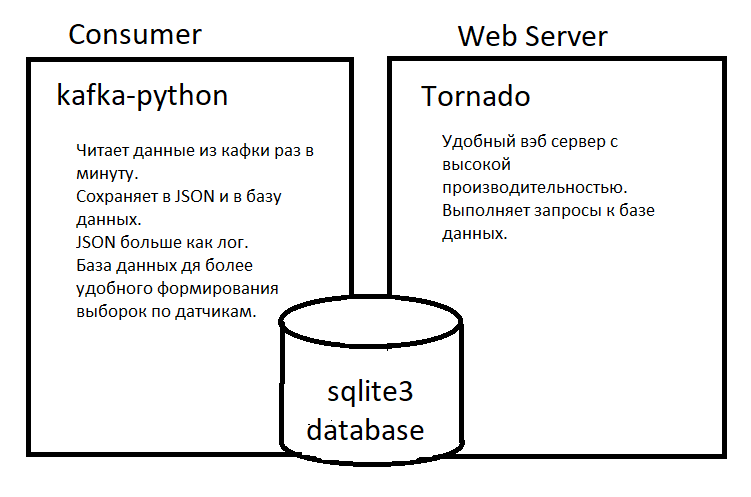 Consumer
Web Server
kafka-python
Читает данные из кафки раз в
минуту.
Сохраняет в JSON и в базу
данных.
JSON больше как лог.
База данных дя более
удобного формирования
выборок по датчикам.
Tornado
Удобный вэб сервер с
высокой
производительностью.
Выполняет запросы к базе
данных.
sqlite3
database